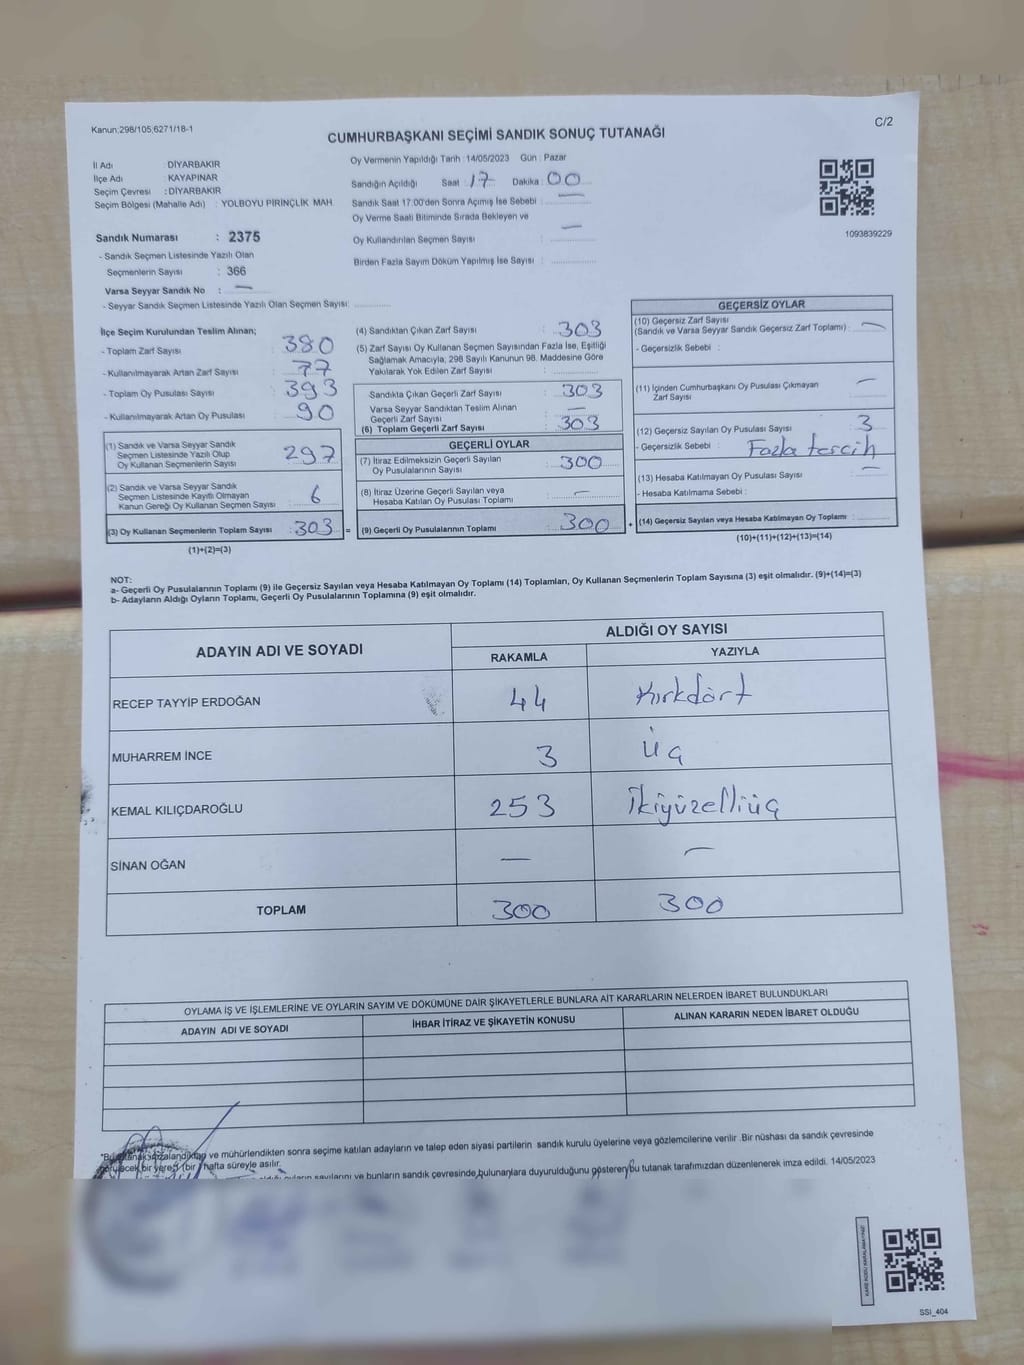 Kanun:298/105;6271/18-1
C/2
CUMHURBAŞKANI SEÇİMİ SANDIK SONUÇ TUTANAĞI
İl Adı : DİYARBAKIR
İlçe Adı : KAYAPINAR
Seçim Çevresi : DİYARBAKIR
Seçim Bölgesi (Mahalle Adı) : YOLBOYU PİRİNÇLİK MAH.
Sandık Numarası : 2375
- Sandık Seçmen Listesinde Yazılı Olan
Seçmenlerin Sayısı : 366
Varsa Seyyar Sandık No : —
- Seyyar Sandık Seçmen Listesinde Yazılı Olan Seçmen Sayısı:
Oy Vermenin Yapıldığı Tarih : 14/05/2023 Gün : Pazar
Sandığın Açıldığı Saat : 17 Dakika : 00
Sandık Saat 17.00'den Sonra Açımış İse Sebebi : —
Oy Verme Saati Bitiminde Sırada Bekleyen ve
Oy Kullandırılan Seçmen Sayısı : —
Birden Fazla Sayım Döküm Yapılmış İse Sayısı :
1093839229
İlçe Seçim Kurulundan Teslim Alınan;
- Toplam Zarf Sayısı : 380
- Kullanılmayarak Artan Zarf Sayısı : 77
- Toplam Oy Pusulası Sayısı : 393
- Kullanılmayarak Artan Oy Pusulası : 90
(1) Sandık ve Varsa Seyyar Sandık
Seçmen Listesinde Yazılı Olup
Oy Kullanan Seçmenlerin Sayısı : 297
(2) Sandık ve Varsa Seyyar Sandık
Seçmen Listesinde Kayıtlı Olmayan
Kanun Gereği Oy Kullanan Seçmen Sayısı : 6
(3) Oy Kullanan Seçmenlerin Toplam Sayısı : 303 =
(1)+(2)=(3)
(4) Sandıktan Çıkan Zarf Sayısı : 303
(5) Zarf Sayısı Oy Kullanan Seçmen Sayısından Fazla İse, Eşitliği
Sağlamak Amacıyla; 298 Sayılı Kanunun 98. Maddesine Göre
Yakılarak Yok Edilen Zarf Sayısı :
Sandıkta Çıkan Geçerli Zarf Sayısı : 303
Varsa Seyyar Sandıktan Teslim Alınan
Geçerli Zarf Sayısı : —
(6) Toplam Geçerli Zarf Sayısı : 303
GEÇERLİ OYLAR
(7) İtiraz Edilmeksizin Geçerli Sayılan
Oy Pusulalarının Sayısı : 300
(8) İtiraz Üzerine Geçerli Sayılan veya
Hesaba Katılan Oy Pusulası Toplamı : —
(9) Geçerli Oy Pusulalarının Toplamı : 300 +
GEÇERSİZ OYLAR
(10) Geçersiz Zarf Sayısı
(Sandık ve Varsa Seyyar Sandık Geçersiz Zarf Toplamı) : —
- Geçersizlik Sebebi :
(11) İçinden Cumhurbaşkanı Oy Pusulası Çıkmayan
Zarf Sayısı : —
(12) Geçersiz Sayılan Oy Pusulası Sayısı : 3
- Geçersizlik Sebebi : Fazla tercih
(13) Hesaba Katılmayan Oy Pusulası Sayısı : —
- Hesaba Katılmama Sebebi :
(14) Geçersiz Sayılan veya Hesaba Katılmayan Oy Toplamı :
(10)+(11)+(12)+(13)=(14)
NOT:
a- Geçerli Oy Pusulalarının Toplamı (9) ile Geçersiz Sayılan veya Hesaba Katılmayan Oy Toplamı (14) Toplamları, Oy Kullanan Seçmenlerin Toplam Sayısına (3) eşit olmalıdır. (9)+(14)=(3)
b- Adayların Aldığı Oyların Toplamı, Geçerli Oy Pusulalarının Toplamına (9) eşit olmalıdır.
ADAYIN ADI VE SOYADI
ALDIĞI OY SAYISI
RAKAMLA YAZIYLA
RECEP TAYYİP ERDOĞAN 44 Kırkdört
MUHARREM İNCE 3 Üç
KEMAL KILIÇDAROĞLU 253 İkiyüzelliüç
SİNAN OĞAN — —
TOPLAM 300 300
OYLAMA İŞ VE İŞLEMLERİNE VE OYLARIN SAYIM VE DÖKÜMÜNE DAİR ŞİKAYETLERLE BUNLARA AİT KARARLARIN NELERDEN İBARET BULUNDUKLARI
ADAYIN ADI VE SOYADI İHBAR İTİRAZ VE ŞİKAYETİN KONUSU ALINAN KARARIN NEDEN İBARET OLDUĞU
ve mühürlendikten sonra seçime katılan adayların ve talep eden siyasi partilerin sandık kurulu üyelerine veya gözlemcilerine verilir .Bir nüshası da sandık çevresinde
bir yere (bir) hafta süreyle asılır.
sayılarını ve bunların sandık çevresinde bulunanlara duyurulduğunu gösteren bu tutanak tarafımızdan düzenlenerek imza edildi. 14/05/2023
SSI_404